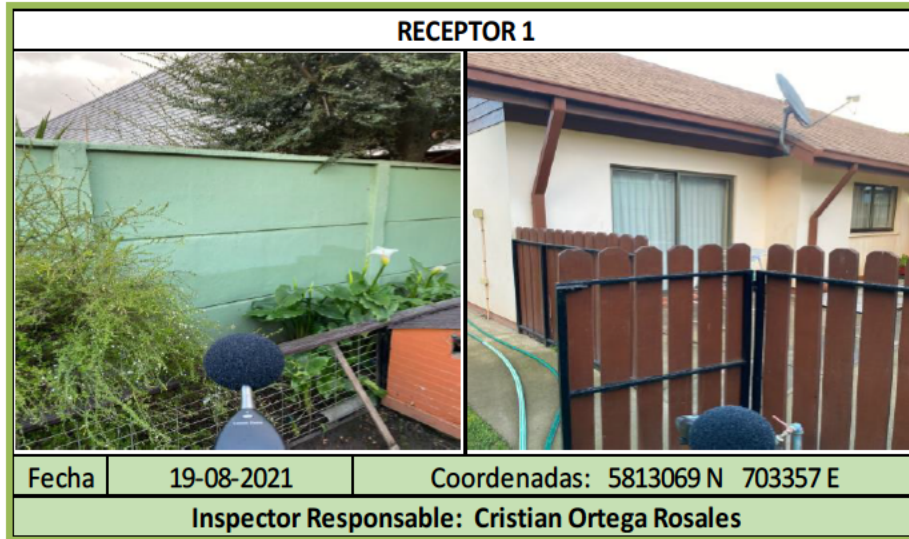 RECEPTOR 1
Fecha 19-08-2021 Coordenadas: 5813069 N 703357 E
Inspector Responsable: Cristian Ortega Rosales